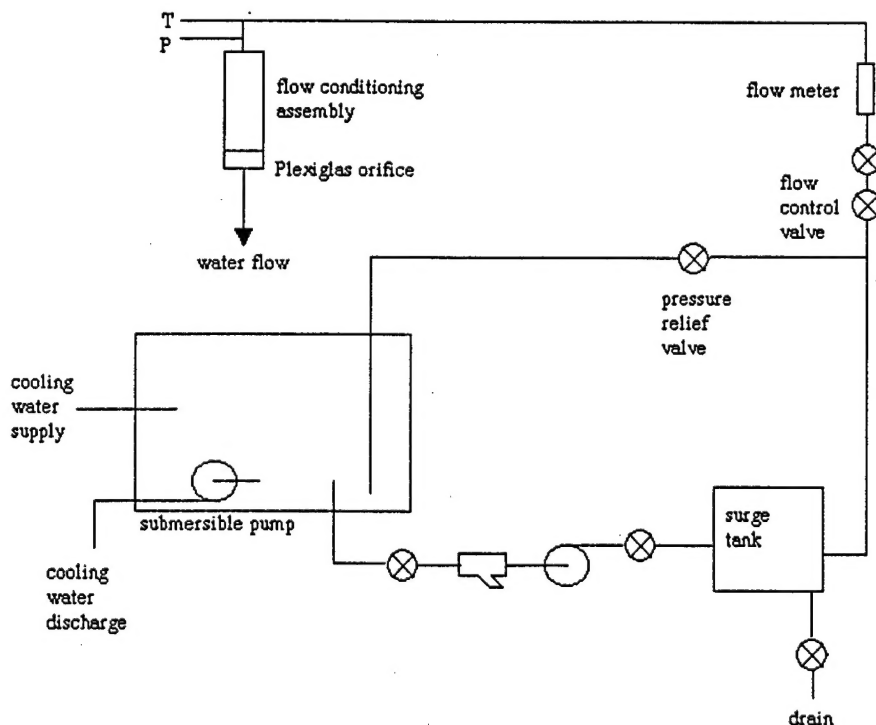 T
P
flow conditioning
assembly
Plexiglas orifice
water flow
flow meter
flow
control
valve
pressure
relief
valve
cooling
water
supply
submersible pump
cooling
water
discharge
surge
tank
drain